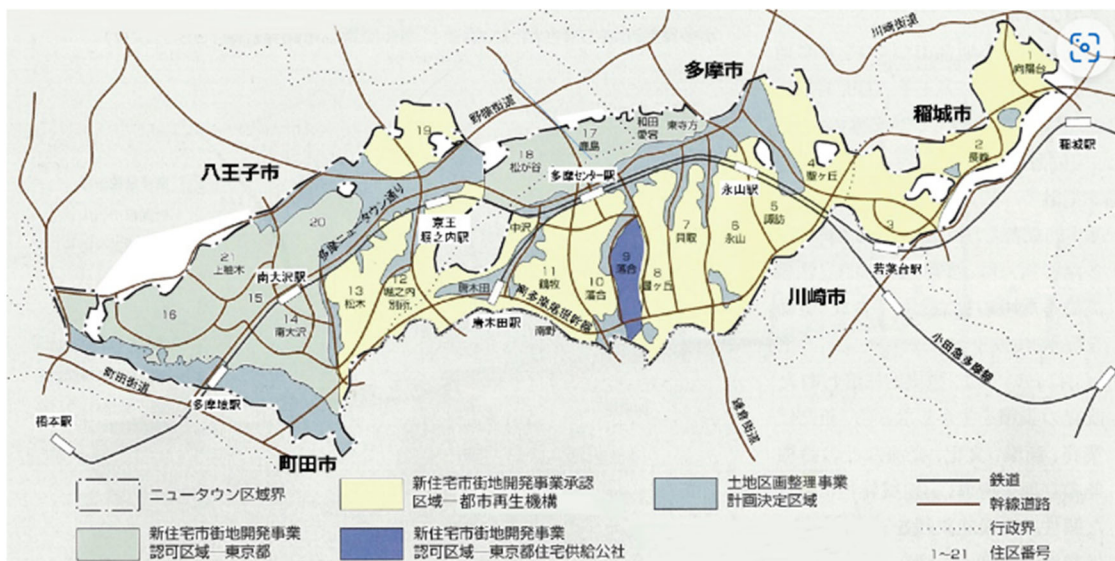 川崎街道
1
向陽台
多摩市
稲城市
稲城駅
2
長峰
野猿街道
19
17
鹿島
和田
愛宕
東寺方
18
松が谷
八王子市
多摩センター駅
永山駅
4
聖ヶ丘
5
諏訪
3
若葉台駅
20
多摩ニュータウン通り
京王
堀之内駅
中沢
7
貝取
6
永山
21
上柚木
南大沢駅
12
堀之内
別所
唐木田
11
鶴牧
9
落合
10
落合
8
豊ヶ丘
川崎市
15
13
松木
16
14
南大沢
南多摩尾根幹線
唐木田駅
南野
小田急多摩線
町田街道
多摩境駅
橋本駅
鎌倉街道
町田市
ニュータウン区域界
新住宅市街地開発事業承認
区域―都市再生機構
土地区画整理事業
計画決定区域
鉄道
幹線道路
行政界
1~21 住区番号
新住宅市街地開発事業
認可区域―東京都
新住宅市街地開発事業
認可区域―東京都住宅供給公社